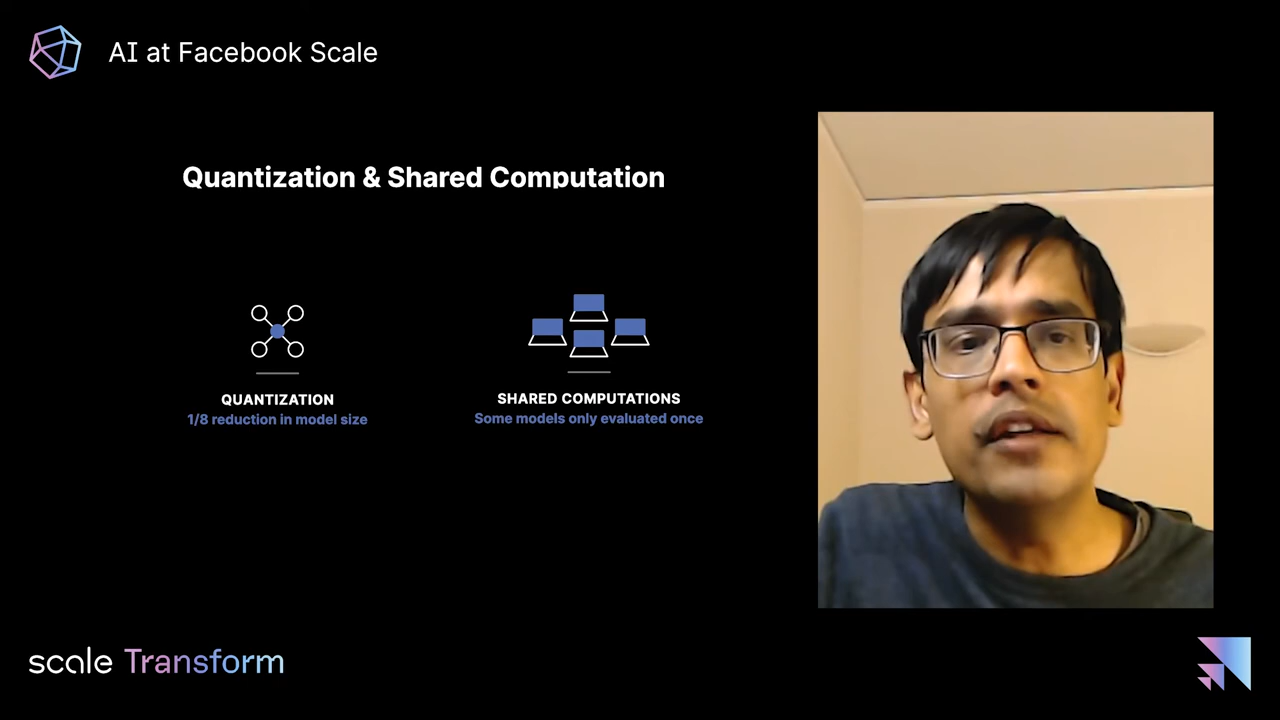 AI at Facebook Scale
Quantization & Shared Computation
QUANTIZATION
1/8 reduction in model size
SHARED COMPUTATIONS
Some models only evaluated once
scale Transform